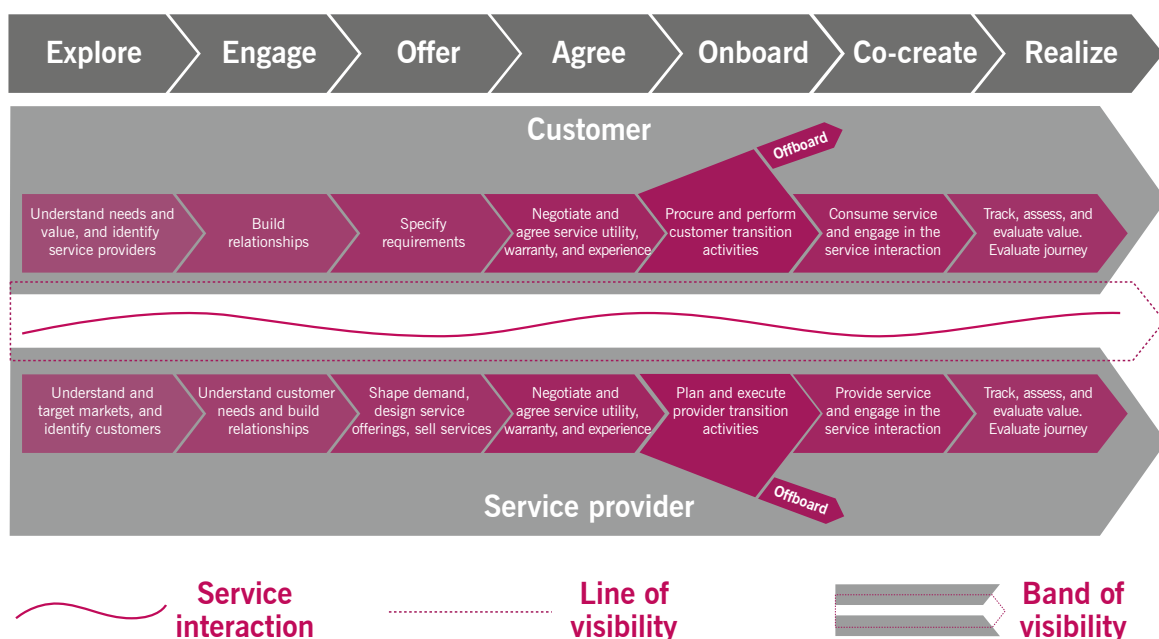 Explore
Engage
Offer
Agree
Onboard
Co-create
Realize
Customer
Offboard
Understand needs and
value, and identify
service providers
Build
relationships
Specify
requirements
Negotiate and
agree service utility,
warranty, and experience
Procure and perform
customer transition
activities
Consume service
and engage in the
service interaction
Track, assess, and
evaluate value.
Evaluate journey
Understand and
target markets, and
identify customers
Understand customer
needs and build
relationships
Shape demand,
design service
offerings, sell services
Negotiate and
agree service utility,
warranty, and experience
Plan and execute
provider transition
activities
Provide service
and engage in the
service interaction
Track, assess, and
evaluate value.
Evaluate journey
Offboard
Service provider
Service
interaction
Line of
visibility
Band of
visibility